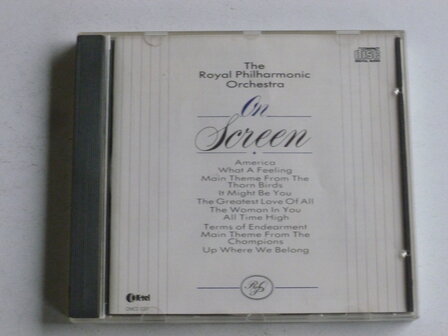 The
Royal Philharmonic
Orchestra
On
Screen
America
What A Feeling
Main Theme From The
Thorn Birds
It Might Be You
The Greatest Love Of All
The Woman In You
All Time High
Terms of Endearment
Main Theme From The
Champions
Up Where We Belong